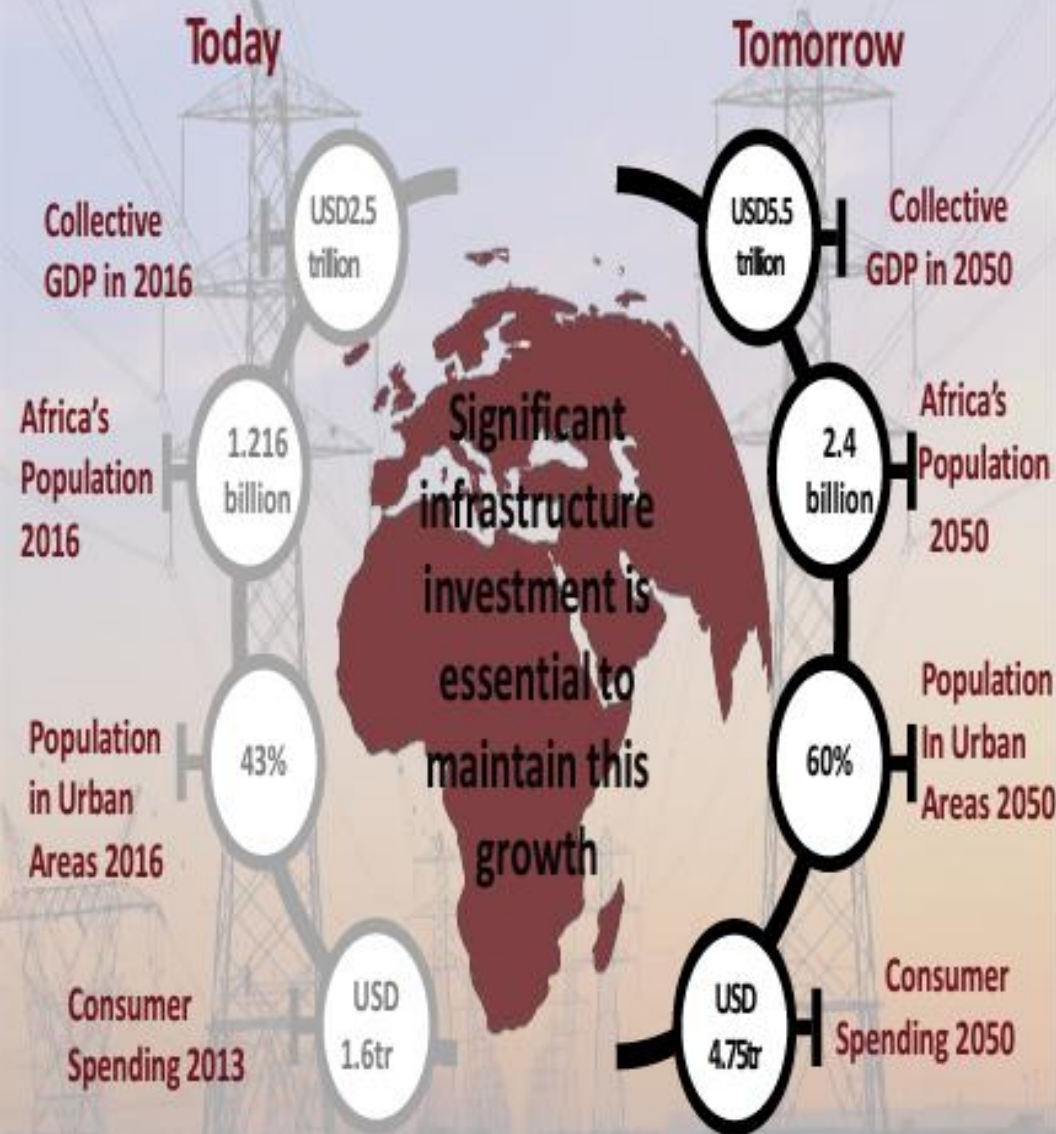 Today
Collective
GDP in 2016
USD2.5
trillion
Africa's
Population
2016
1.216
billion
Population
in Urban
Areas 2016
43%
Consumer
Spending 2013
USD
1.6tr
Significant
infrastructure
investment is
essential to
maintain this
growth
Tomorrow
USD5.5
trillion
Collective
GDP in 2050
2.4
billion
Africa's
Population
2050
60%
Population
In Urban
Areas 2050
USD
4.75tr
Consumer
Spending 2050